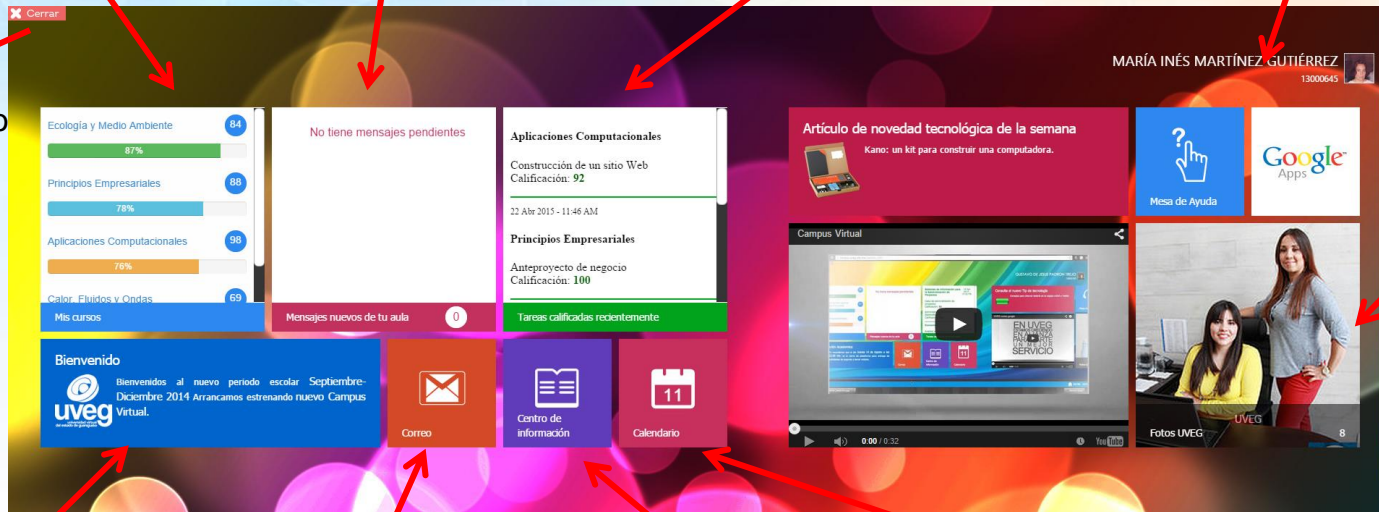 Cerrar
o
MARÍA INÉS MARTÍNEZ GUTIÉRREZ
13000645
Ecología y Medio Ambiente
84
87%
Principios Empresariales
88
78%
Aplicaciones Computacionales
98
76%
Calor, Fluidos y Ondas
69
Mis cursos
No tiene mensajes pendientes
Mensajes nuevos de tu aula
0
Aplicaciones Computacionales
Construcción de un sitio Web
Calificación: 92
22 Abr 2015 - 11:46 AM
Principios Empresariales
Anteproyecto de negocio
Calificación: 100
Tareas calificadas recientemente
Artículo de novedad tecnológica de la semana
Kano: un kit para construir una computadora.
?
Mesa de Ayuda
Google
Apps
Bienvenido
uveg
Bienvenidos al nuevo periodo escolar Septiembre-
Diciembre 2014 Arrancamos estrenando nuevo Campus
Virtual.
Correo
Centro de
información
11
Calendario
Campus Virtual
EN UVEG
SERVICIO
0:00 / 0:32
YouTube
UVEG
Fotos UVEG
8